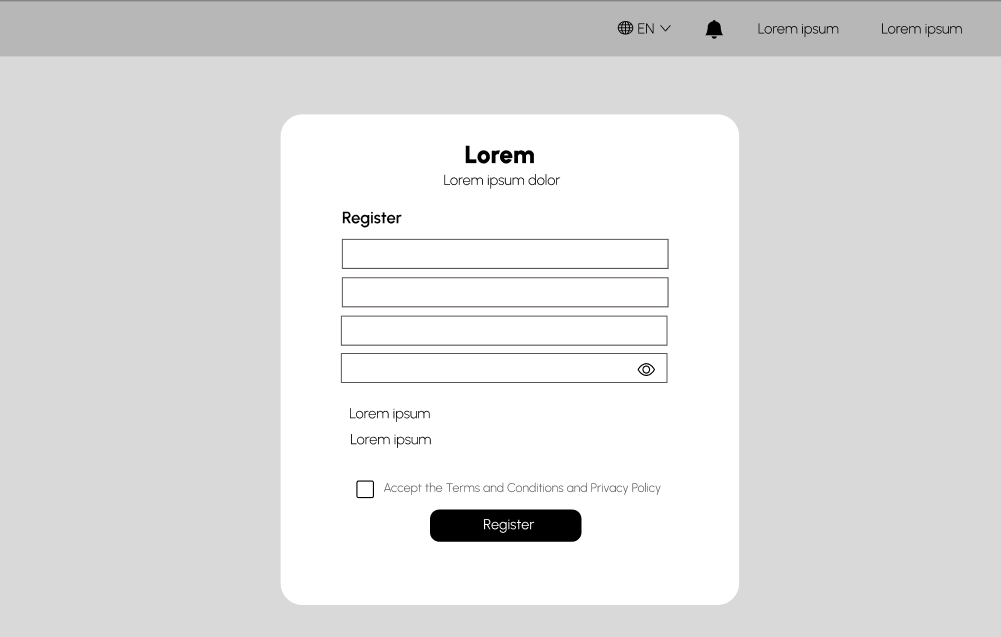 EN
Lorem ipsum
Lorem ipsum
Lorem
Lorem ipsum dolor
Register
Lorem ipsum
Lorem ipsum
Accept the Terms and Conditions and Privacy Policy
Register